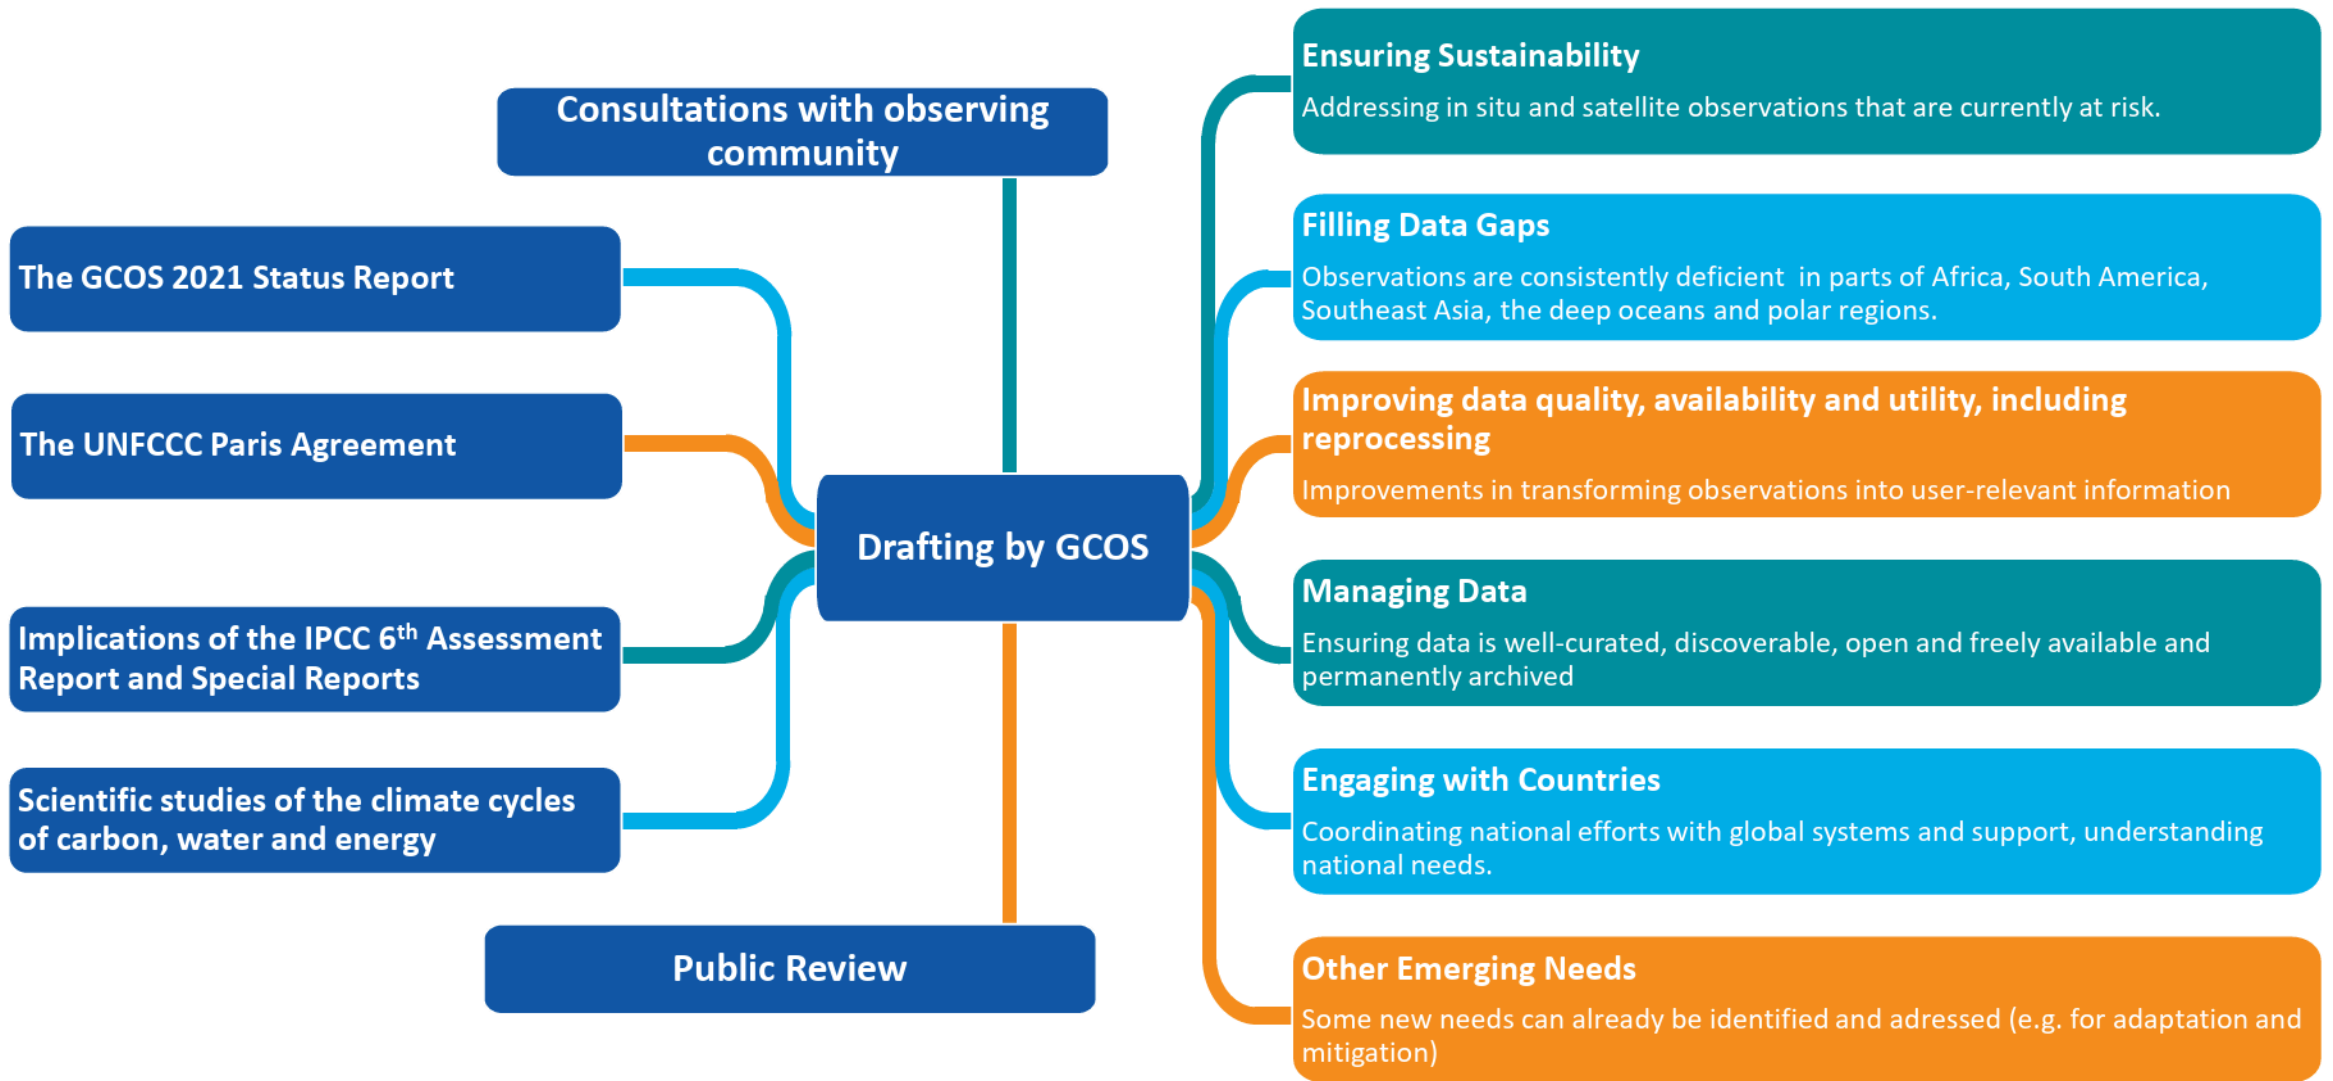 Consultations with observing
community
The GCOS 2021 Status Report
The UNFCCC Paris Agreement
Implications of the IPCC 6th Assessment
Report and Special Reports
Scientific studies of the climate cycles
of carbon, water and energy
Public Review
Drafting by GCOS
Ensuring Sustainability
Addressing in situ and satellite observations that are currently at risk.
Filling Data Gaps
Observations are consistently deficient  in parts of Africa, South America,
Southeast Asia, the deep oceans and polar regions.
Improving data quality, availability and utility, including
reprocessing
Improvements in transforming observations into user-relevant information
Managing Data
Ensuring data is well-curated, discoverable, open and freely available and
permanently archived
Engaging with Countries
Coordinating national efforts with global systems and support, understanding
national needs.
Other Emerging Needs
Some new needs can already be identified and adressed (e.g. for adaptation and
mitigation)